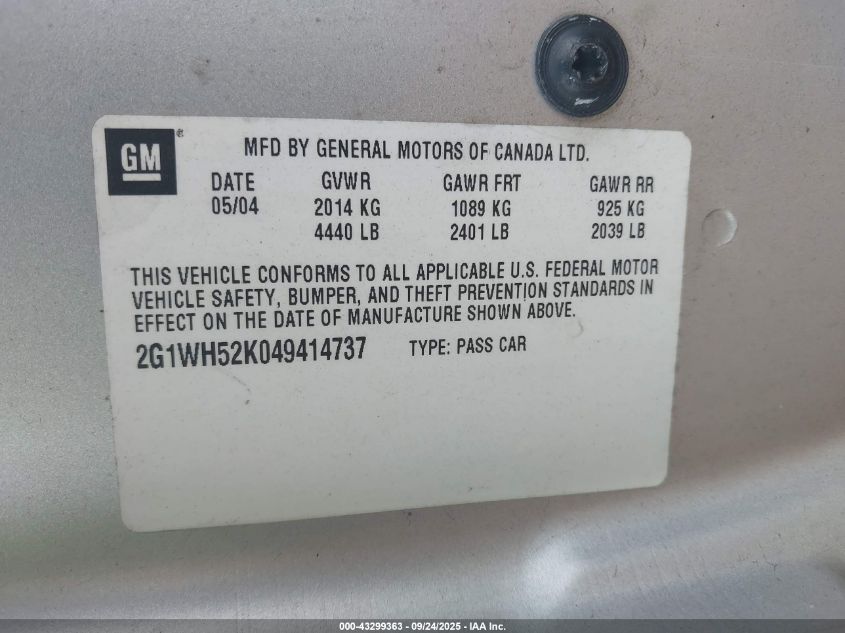 GM®
MFD BY GENERAL MOTORS OF CANADA LTD.
DATE GVWR GAWR FRT GAWR RR
05/04 2014 KG 1089 KG 925 KG
4440 LB 2401 LB 2039 LB
THIS VEHICLE CONFORMS TO ALL APPLICABLE U.S. FEDERAL MOTOR
VEHICLE SAFETY, BUMPER, AND THEFT PREVENTION STANDARDS IN
EFFECT ON THE DATE OF MANUFACTURE SHOWN ABOVE.
2G1WH52K049414737 TYPE: PASS CAR
000-43299363 - 09/24/2025 - IAA Inc.